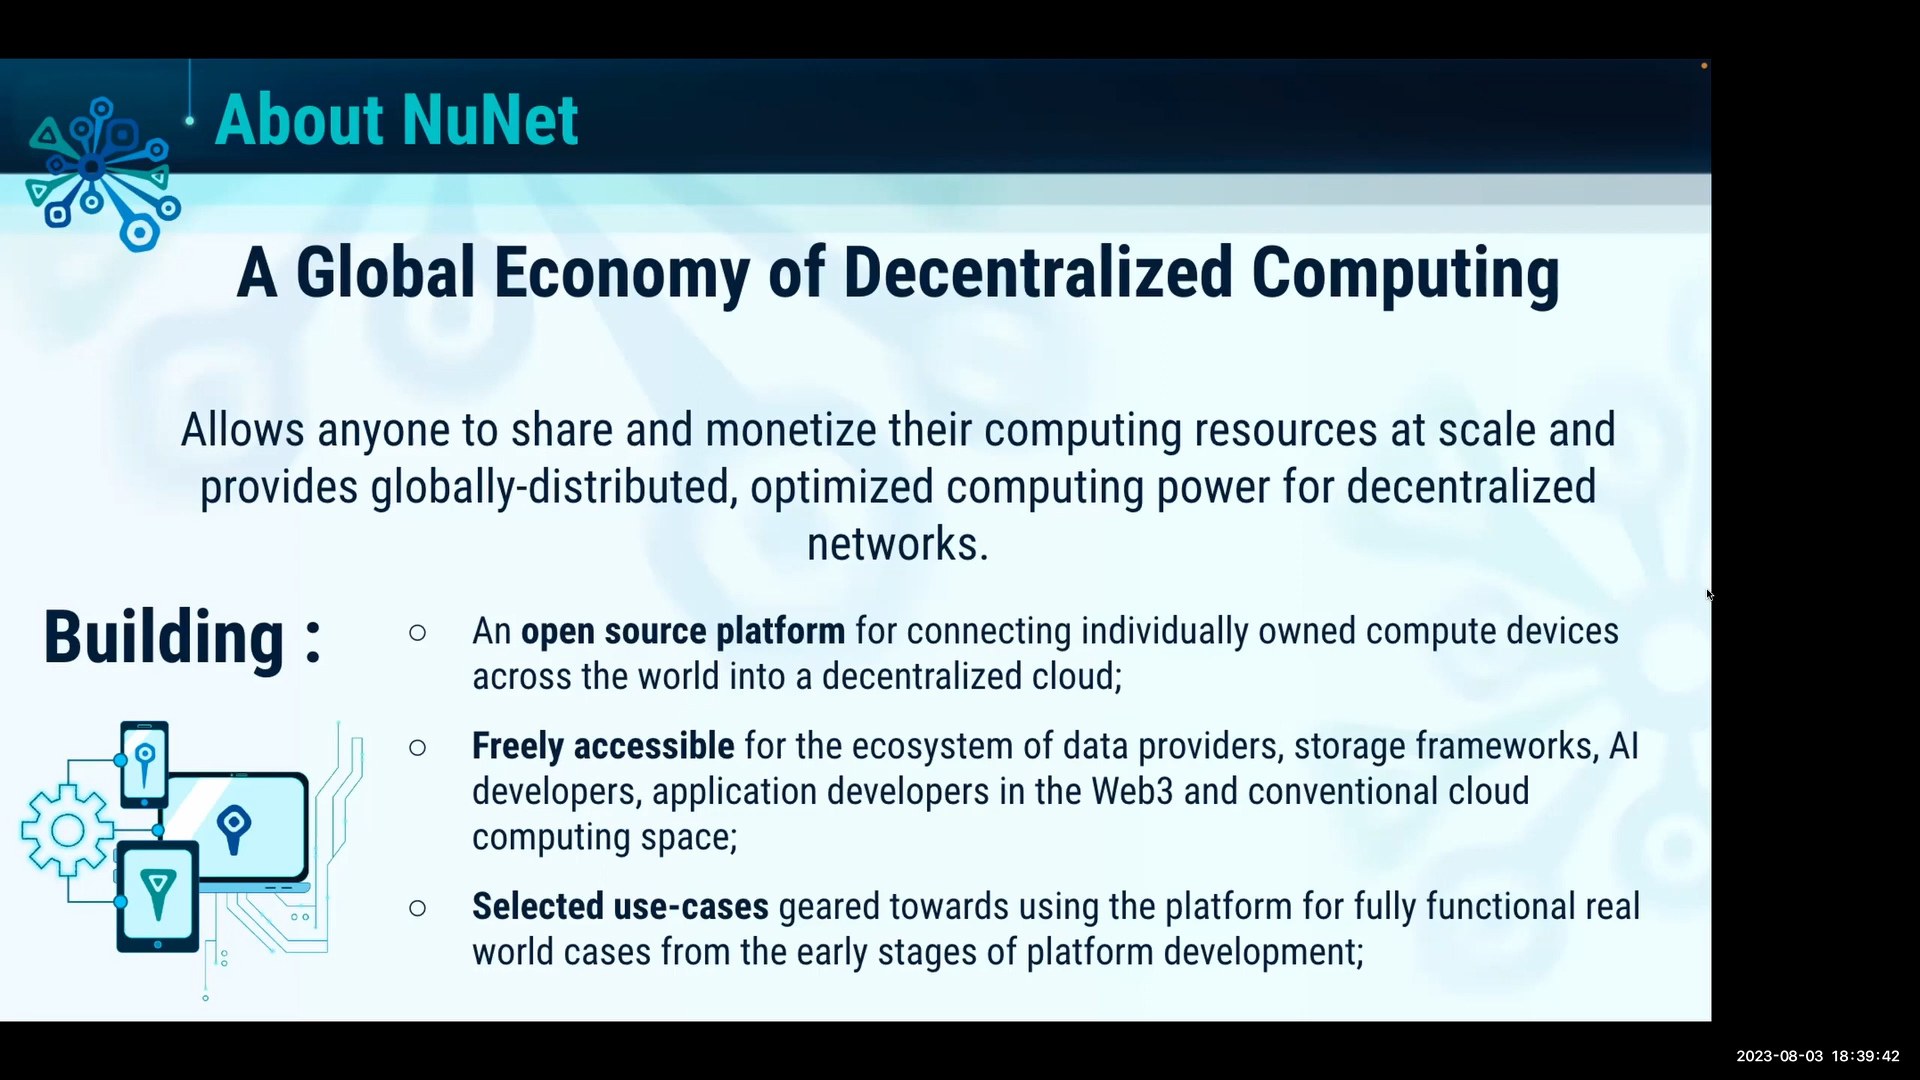 About NuNet
A Global Economy of Decentralized Computing
Allows anyone to share and monetize their computing resources at scale and
provides globally-distributed, optimized computing power for decentralized
networks.
Building :
○ An open source platform for connecting individually owned compute devices
across the world into a decentralized cloud;
○ Freely accessible for the ecosystem of data providers, storage frameworks, AI
developers, application developers in the Web3 and conventional cloud
computing space;
○ Selected use-cases geared towards using the platform for fully functional real
world cases from the early stages of platform development;
2023-08-03 18:39:42